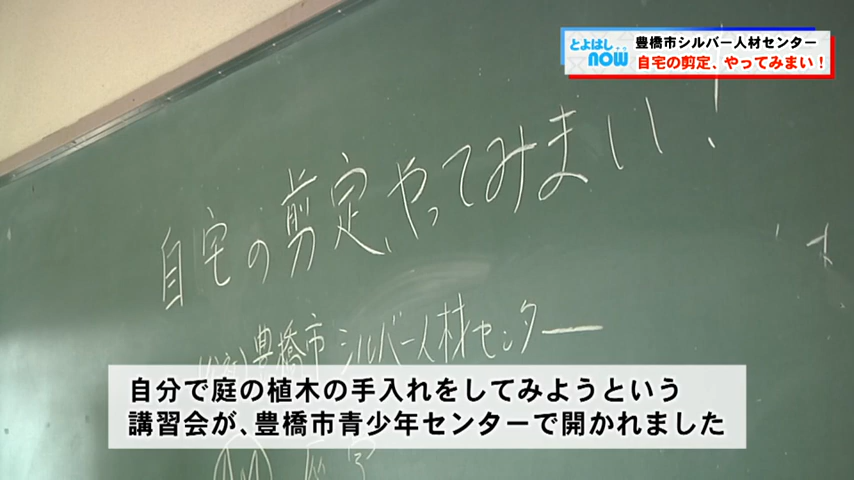 とよはし
now
豊橋市シルバー人材センター
自宅の剪定、やってみまい！
自宅の剪定、やってみまい！
豊橋市シルバー人材センター
自分で庭の植木の手入れをしてみようという
講習会が、豊橋市青少年センターで開かれました